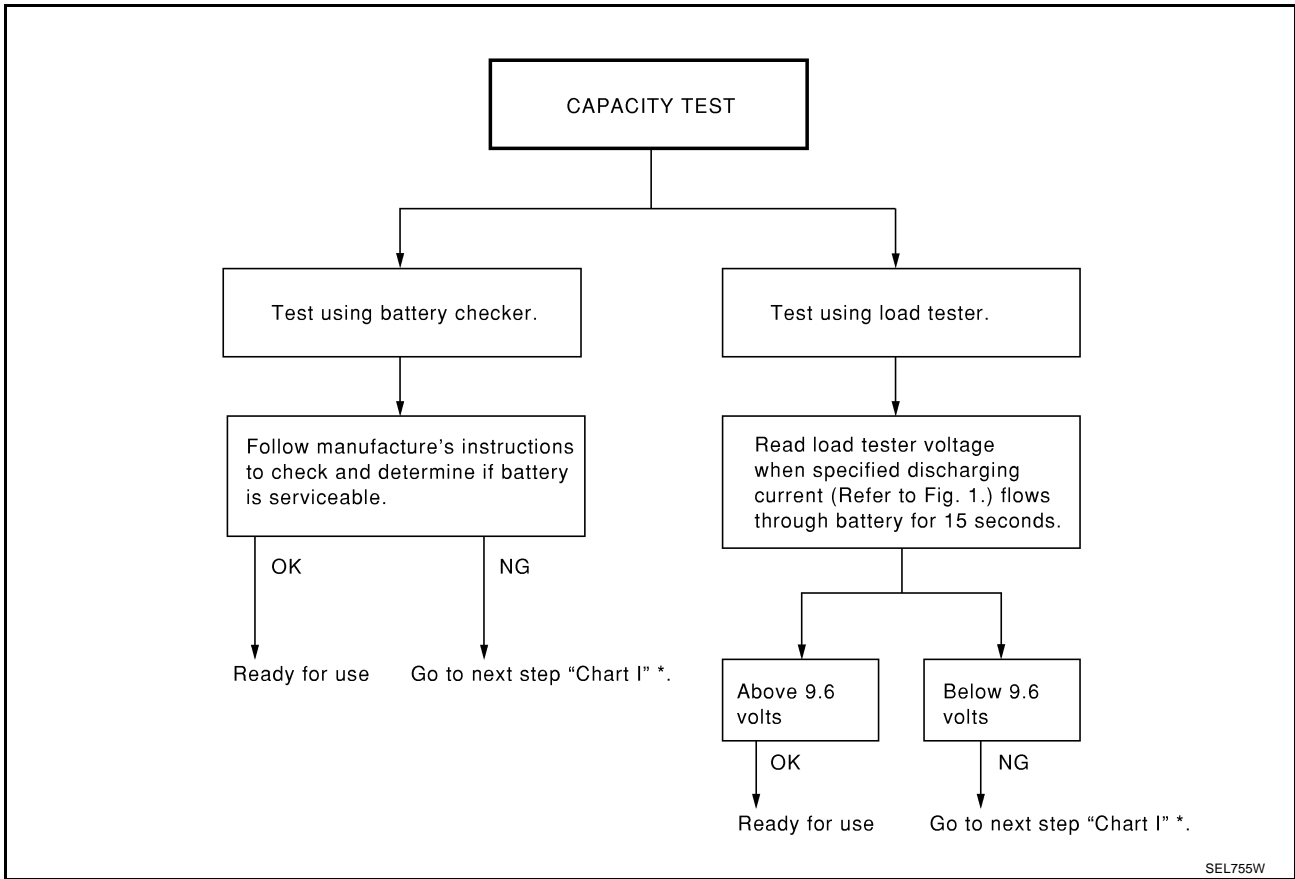 CAPACITY TEST
Test using battery checker.
Test using load tester.
Follow manufacture’s instructions
to check and determine if battery
is serviceable.
Read load tester voltage
when specified discharging
current (Refer to Fig. 1.) flows
through battery for 15 seconds.
OK
NG
Ready for use
Go to next step “Chart I” *.
Above 9.6
volts
Below 9.6
volts
OK
NG
Ready for use
Go to next step “Chart I” *.
SEL755W